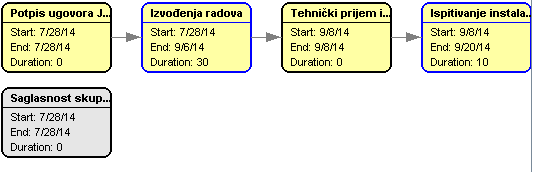 Potpis ugovora J...
Start: 7/28/14
End: 7/28/14
Duration: 0
Izvođenja radova
Start: 7/28/14
End: 9/6/14
Duration: 30
Tehnički prijem i...
Start: 9/8/14
End: 9/8/14
Duration: 0
Ispitivanje instala...
Start: 9/8/14
End: 9/20/14
Duration: 10
Saglasnost skup...
Start: 7/28/14
End: 7/28/14
Duration: 0